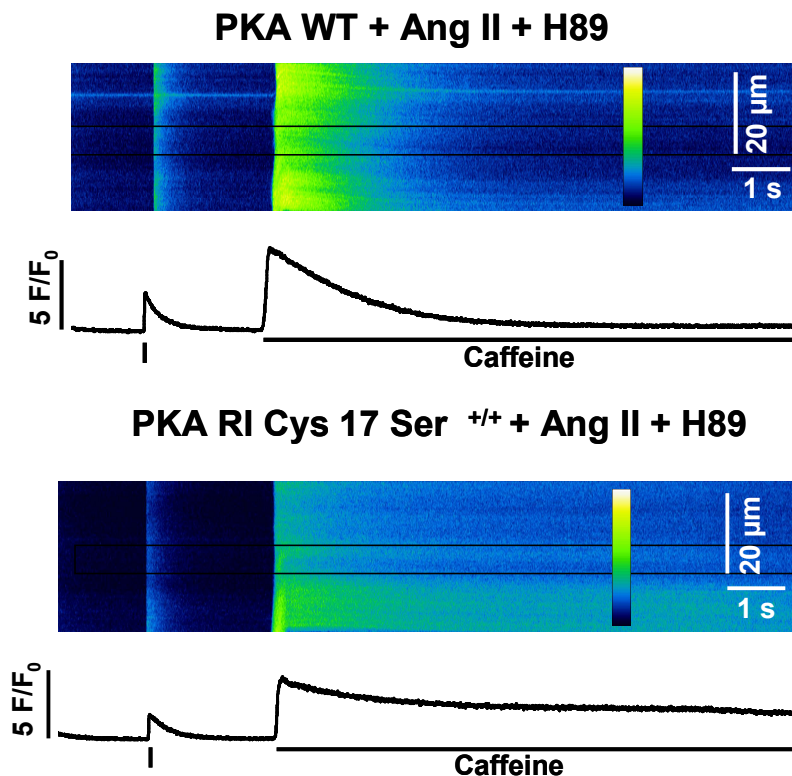 PKA WT + Ang II + H89
20 µm
1 s
5 F/F0
Caffeine
PKA RI Cys 17 Ser +/+ + Ang II + H89
20 µm
1 s
5 F/F0
Caffeine